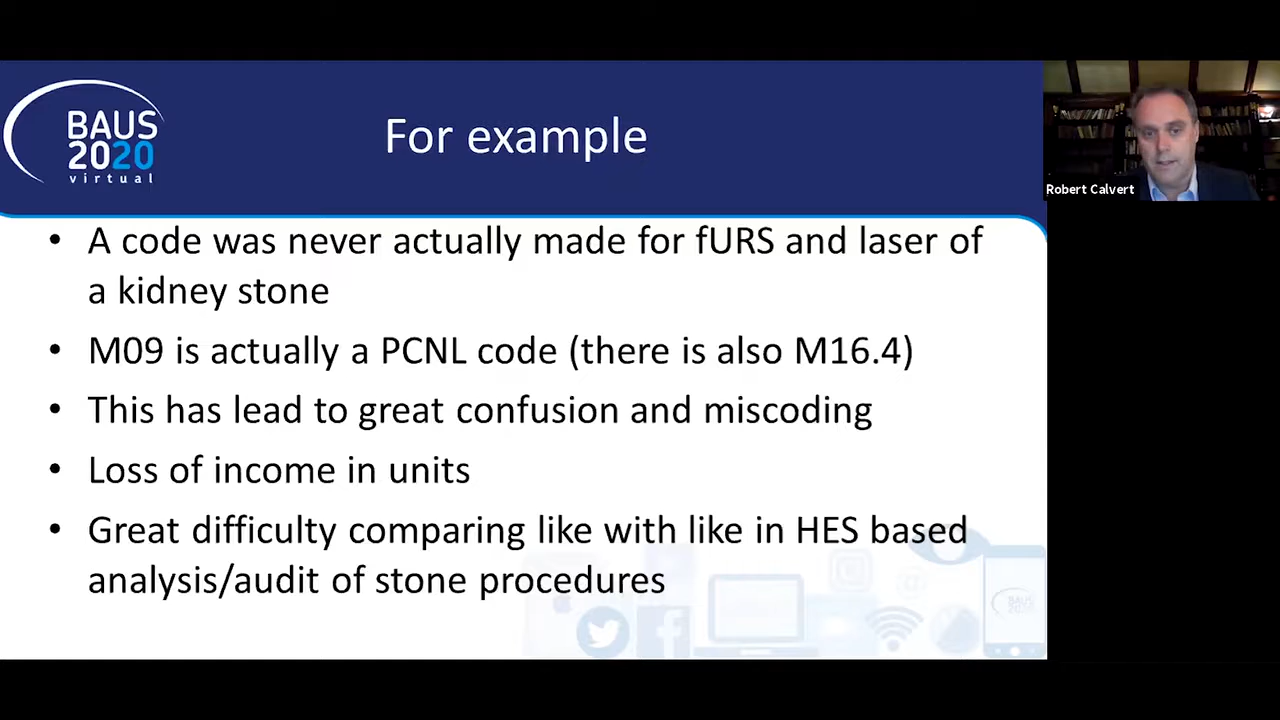 BAUS
2020
virtual
For example
Robert Calvert
• A code was never actually made for fURS and laser of
a kidney stone
• M09 is actually a PCNL code (there is also M16.4)
• This has lead to great confusion and miscoding
• Loss of income in units
• Great difficulty comparing like with like in HES based
analysis/audit of stone procedures
BAUS
2020